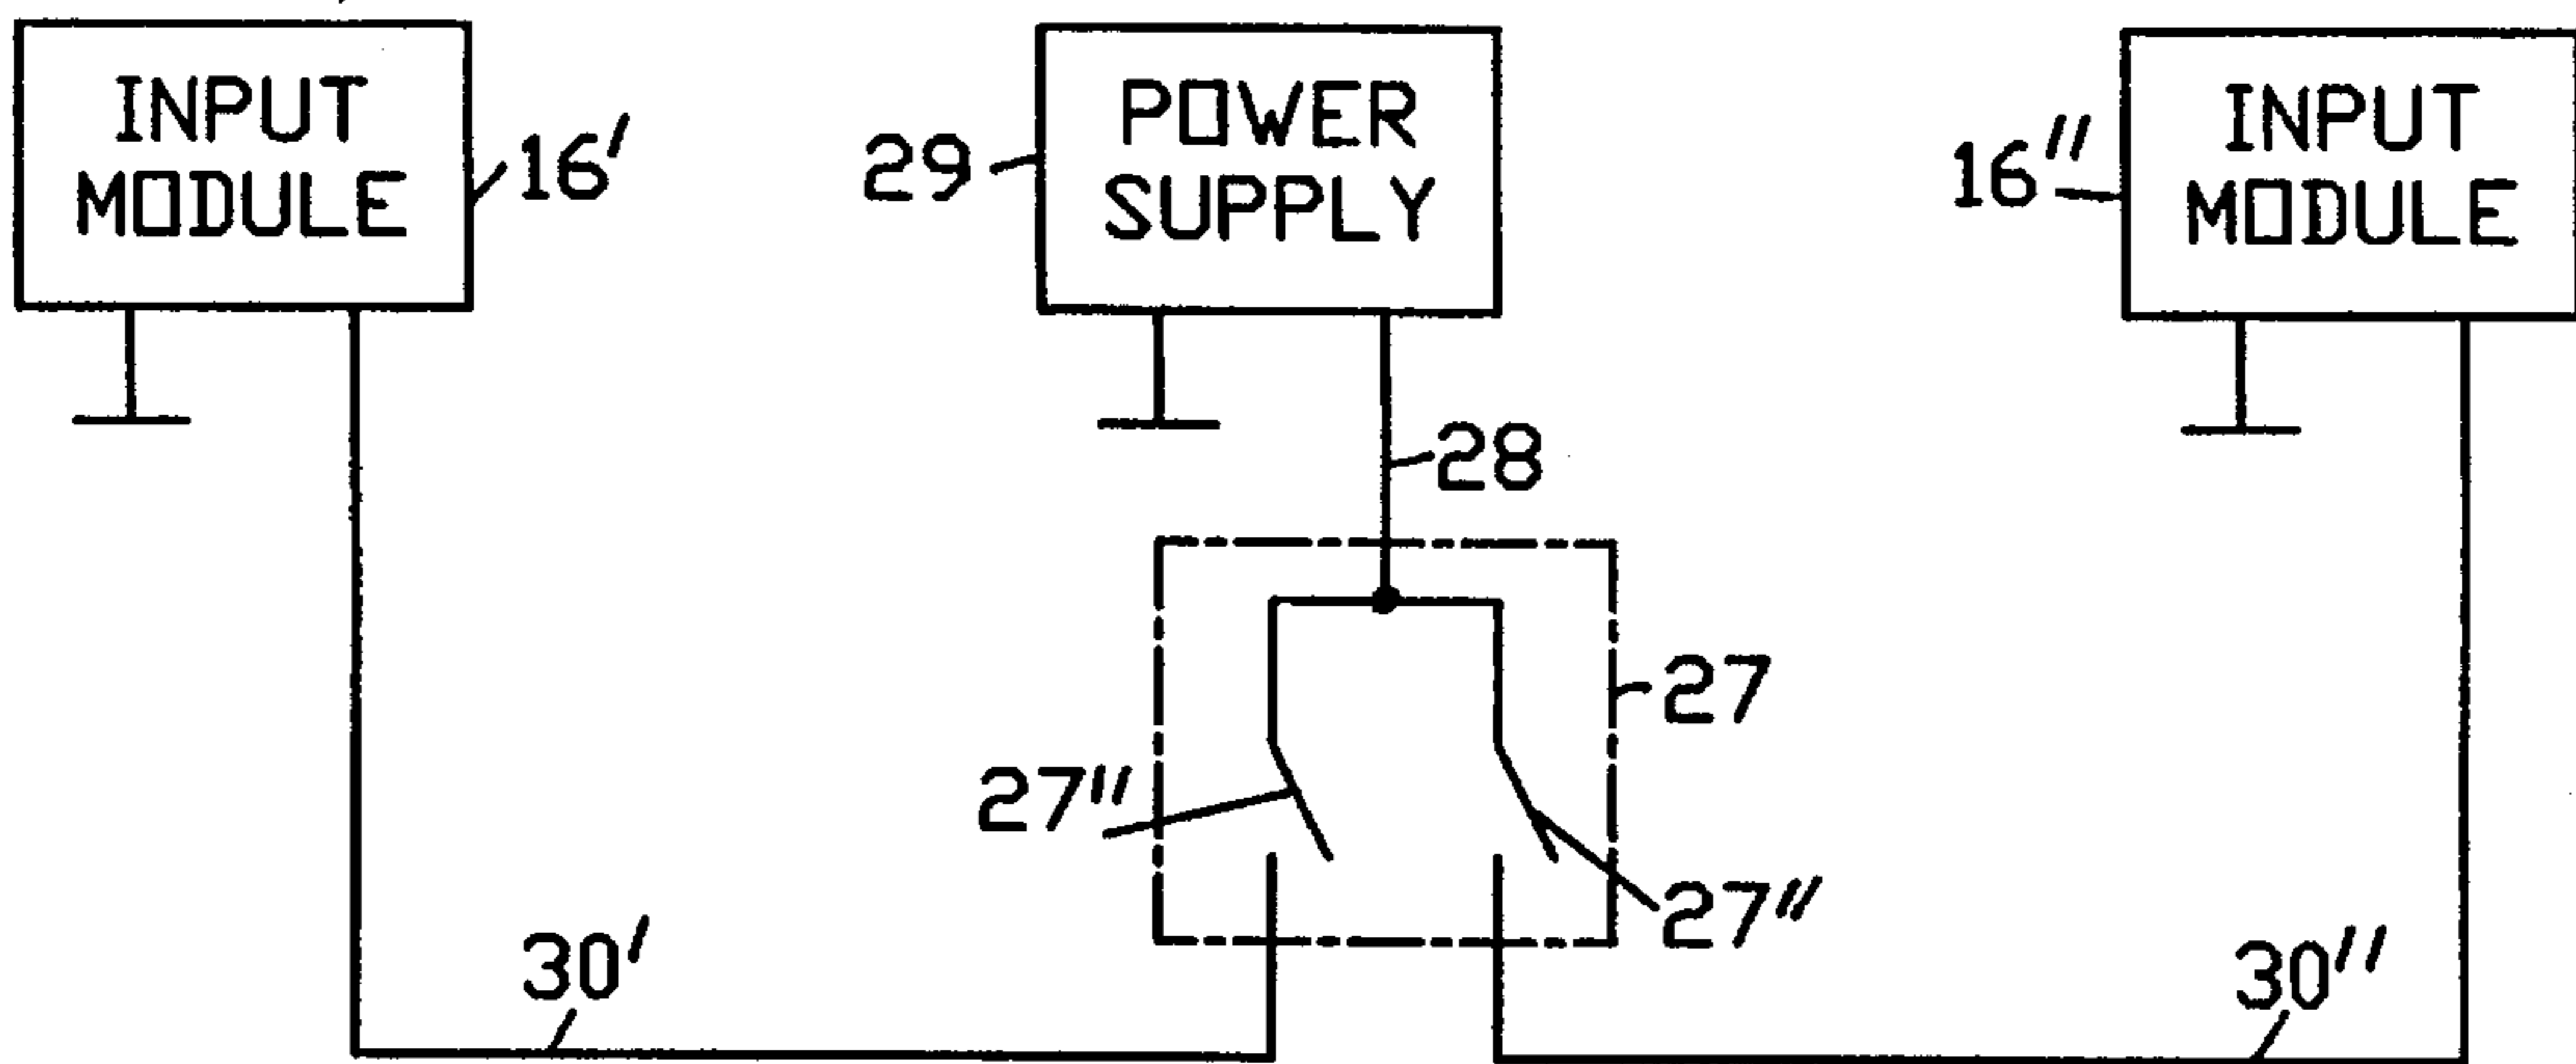 INPUT
MODULE
16'
29
POWER
SUPPLY
16"
INPUT
MODULE
28
27
27"
27"
30'
30"